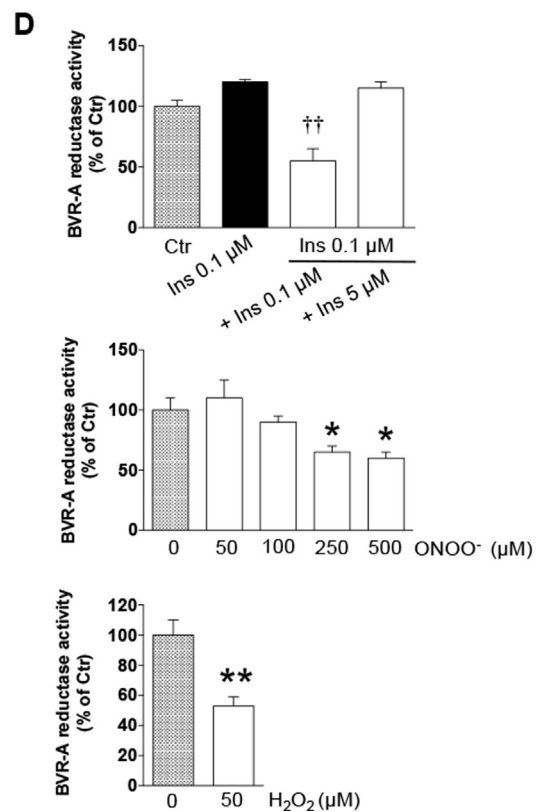 D
BVR-A reductase activity
(% of Ctr)
150
100
50
0
††
Ctr
Ins 0.1 µM
Ins 0.1 µM
+ Ins 0.1 µM
+ Ins 5 µM
BVR-A reductase activity
(% of Ctr)
150
100
50
0
* *
0 50 100 250 500 ONOO⁻ (µM)
BVR-A reductase activity
(% of Ctr)
120
100
80
60
40
20
0
**
0 50 H₂O₂ (µM)